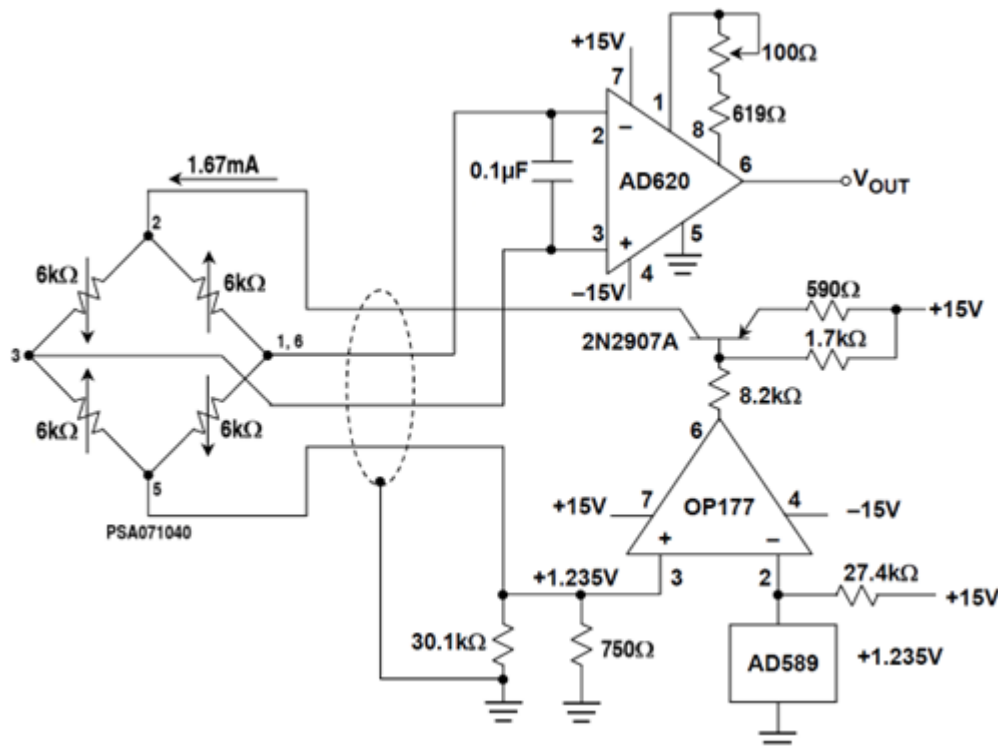 +15V
7
1
100Ω
8
619Ω
2
−
0.1µF
AD620
6
VOUT
3
+
5
4
−15V
1.67mA
2
6kΩ
6kΩ
3
1, 6
6kΩ
6kΩ
5
PSA071040
590Ω
+15V
2N2907A
1.7kΩ
8.2kΩ
6
+15V
7
OP177
4
−15V
+
−
3
2
+1.235V
27.4kΩ
+15V
30.1kΩ
750Ω
AD589
+1.235V